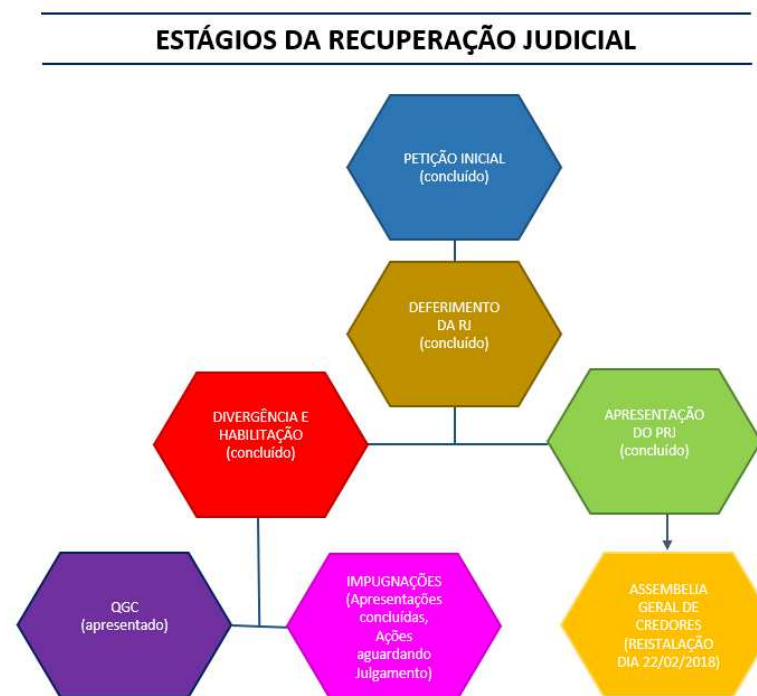 ESTÁGIOS DA RECUPERAÇÃO JUDICIAL
PETIÇÃO INICIAL
(concluído)
DEFERIMENTO
DA RJ
(concluído)
DIVERGÊNCIA E
HABILITAÇÃO
(concluído)
APRESENTAÇÃO
DO PRJ
(concluído)
QGC
(apresentado)
IMPUGNAÇÕES
(Apresentações
concluídas,
Ações
aguardando
Julgamento)
ASSEMBELIA
GERAL DE
CREDORES
(REISTALAÇÃO
DIA 22/02/2018)